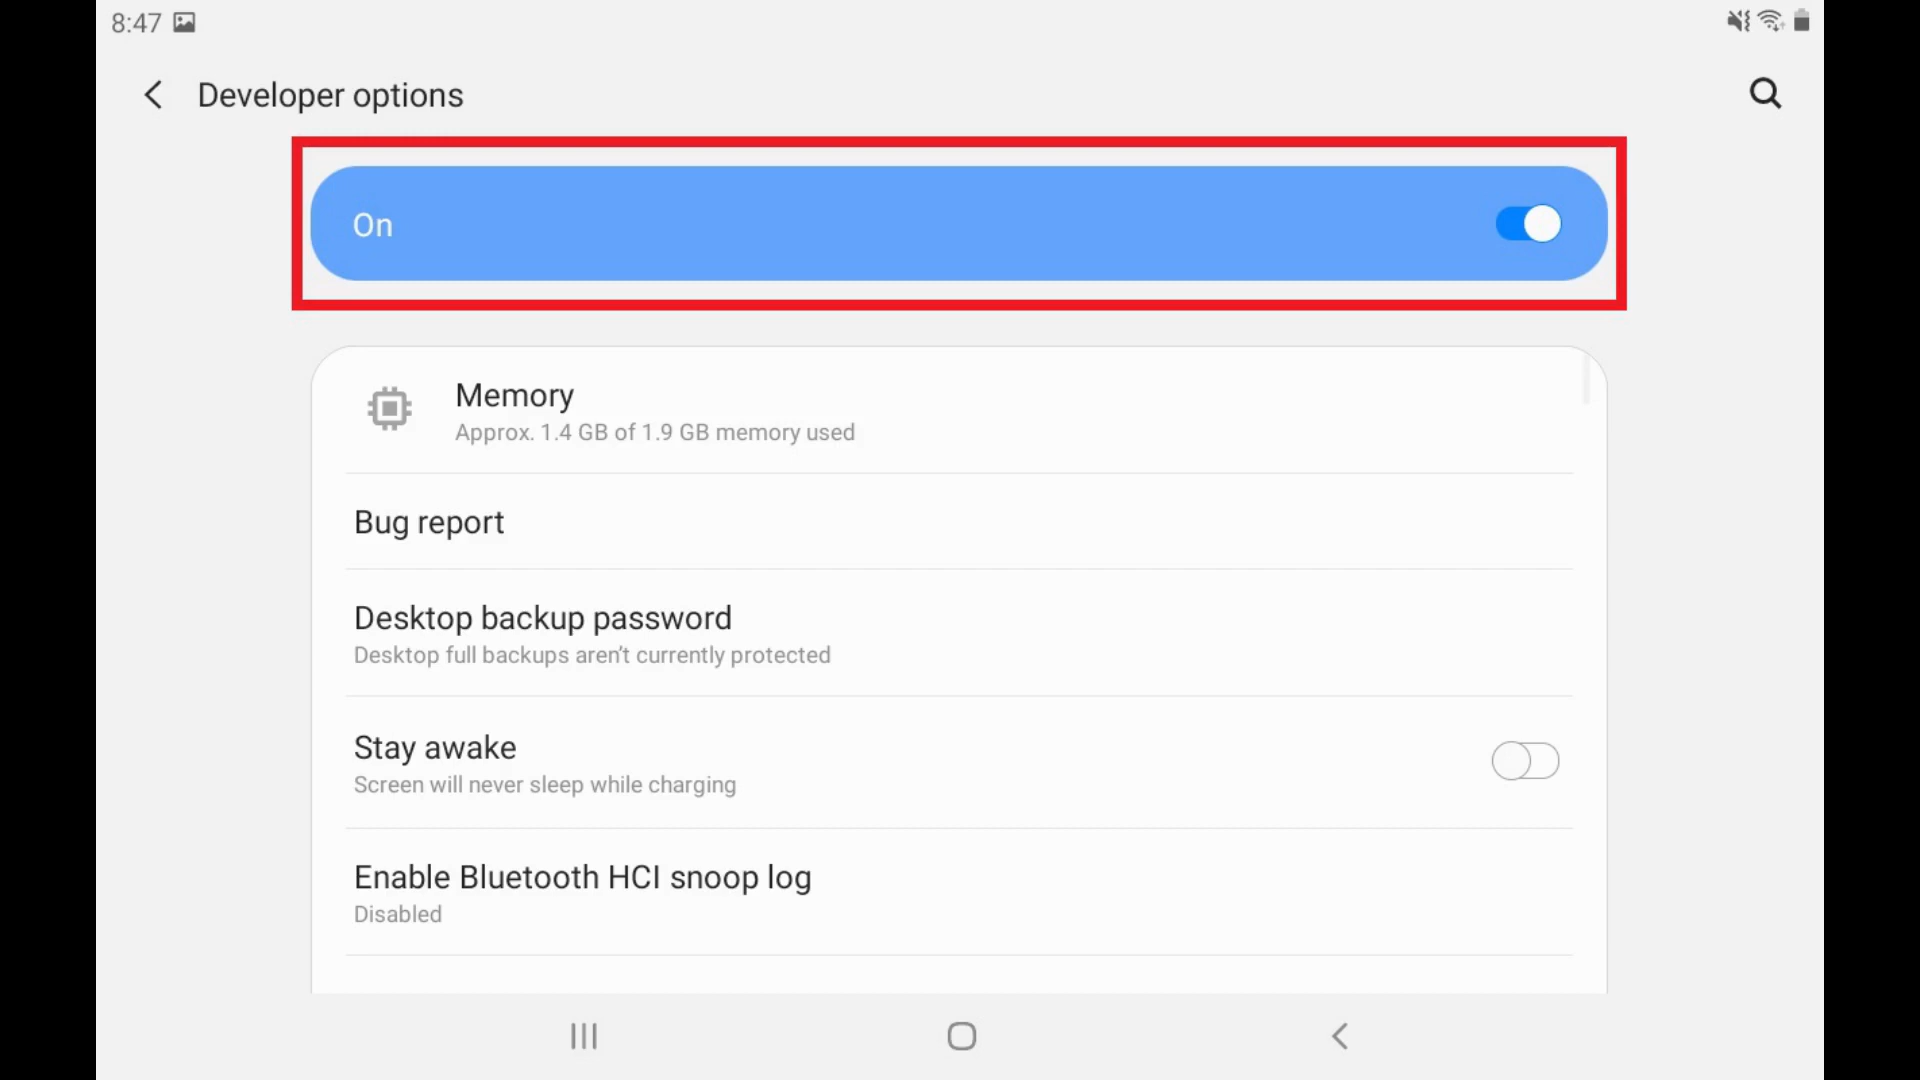 8:47
Developer options
On
Memory
Approx. 1.4 GB of 1.9 GB memory used
Bug report
Desktop backup password
Desktop full backups aren't currently protected
Stay awake
Screen will never sleep while charging
Enable Bluetooth HCI snoop log
Disabled